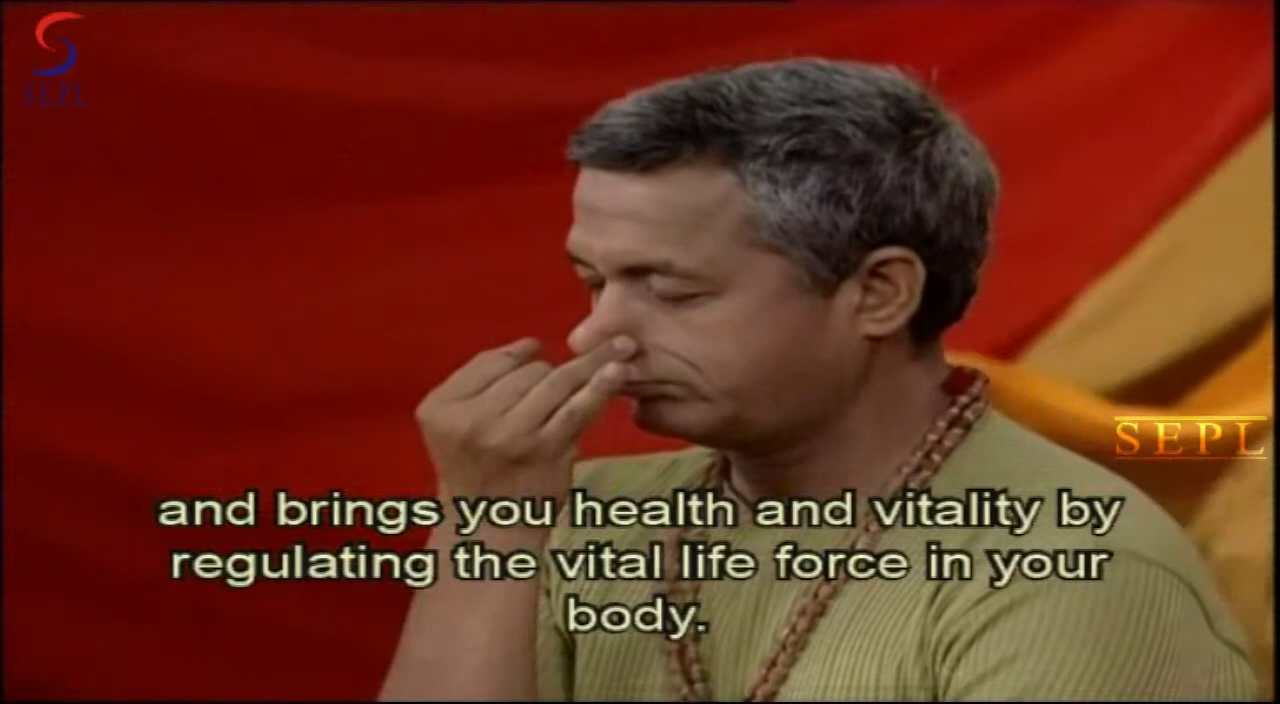 SEPL
SEPL
and brings you health and vitality by
regulating the vital life force in your
body.